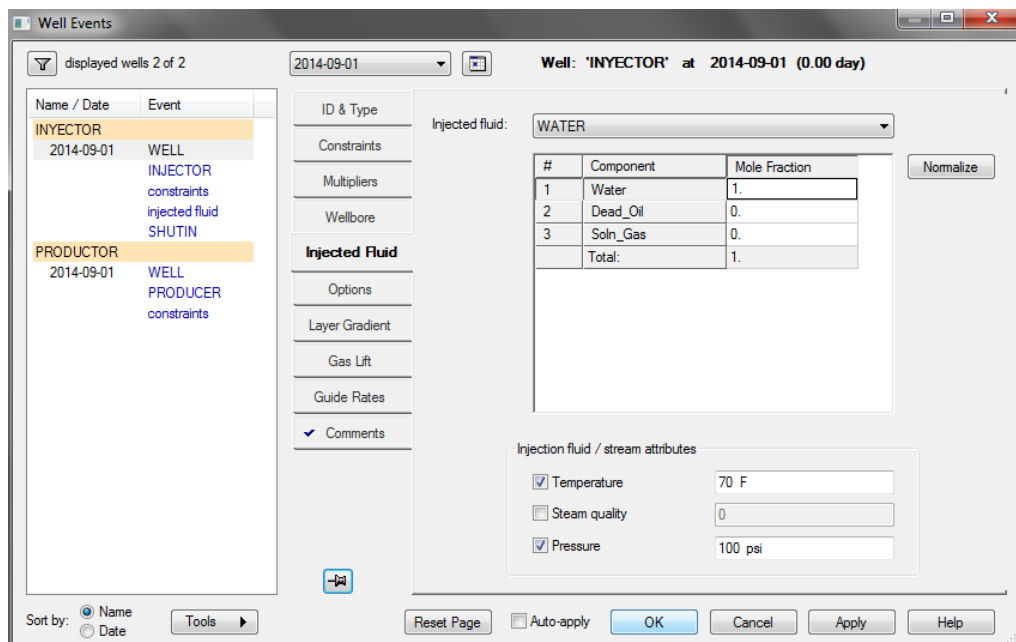 Well Events
displayed wells 2 of 2
2014-09-01
Well: 'INYECTOR' at 2014-09-01 (0.00 day)
Name / Date Event
INYECTOR
2014-09-01 WELL
INJECTOR
constraints
injected fluid
SHUTIN
PRODUCTOR
2014-09-01 WELL
PRODUCER
constraints
ID & Type
Constraints
Multipliers
Wellbore
Injected Fluid
Options
Layer Gradient
Gas Lift
Guide Rates
Comments
Injected fluid: WATER
# Component Mole Fraction
1 Water 1.
2 Dead_Oil 0.
3 Soln_Gas 0.
Total: 1.
Normalize
Injection fluid / stream attributes
Temperature 70 F
Steam quality 0
Pressure 100 psi
Sort by: Name
Date
Tools
Reset Page Auto-apply OK Cancel Apply Help